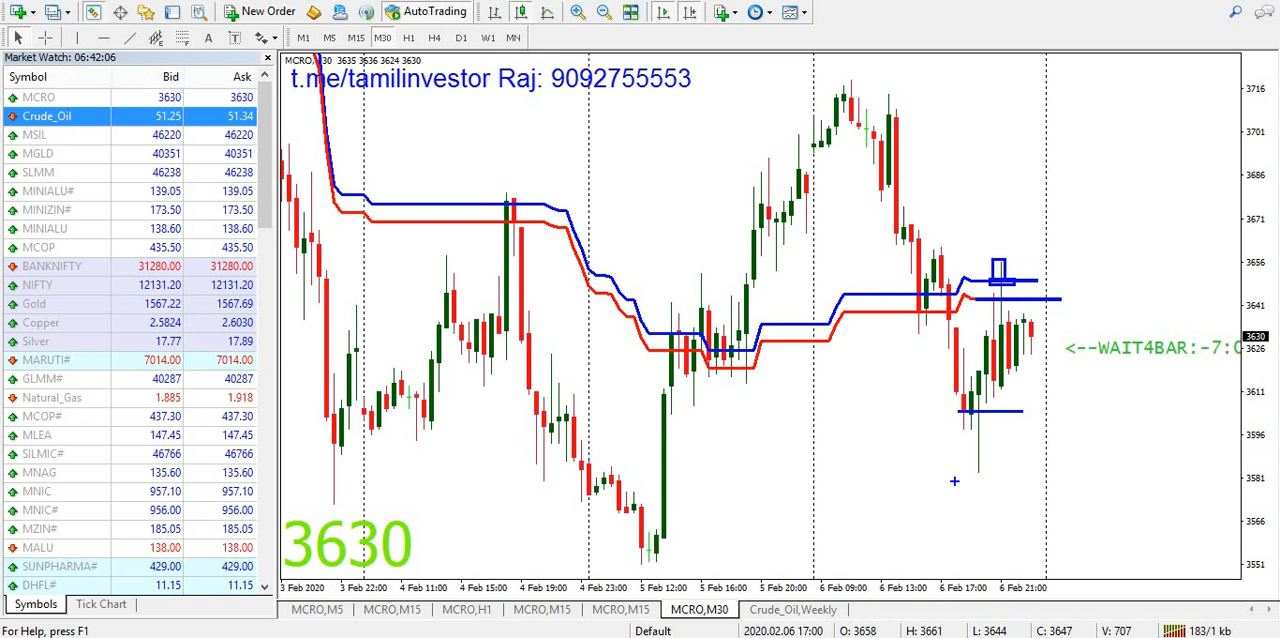 New Order AutoTrading
A T M1 M5 M15 M30 H1 H4 D1 W1 MN
Market Watch: 06:42:06
Symbol Bid Ask
MCRO 3630 3630
Crude_Oil 51.25 51.34
MSIL 46220 46220
MGLD 40351 40351
SLMM 46238 46238
MINIALU# 139.05 139.05
MINIZIN# 173.50 173.50
MINIALU 138.60 138.60
MCOP 435.50 435.50
BANKNIFTY 31280.00 31280.00
NIFTY 12131.20 12131.20
Gold 1567.22 1567.69
Copper 2.5824 2.6030
Silver 17.77 17.89
MARUTI# 7014.00 7014.00
GLMM# 40287 40287
Natural_Gas 1.885 1.918
MCOP# 437.30 437.30
MLEA 147.45 147.45
SILMIC# 46766 46766
MNAG 135.60 135.60
MNIC 957.10 957.10
MNIC# 956.00 956.00
MZIN# 185.05 185.05
MALU 138.00 138.00
SUNPHARMA# 429.00 429.00
DHFL# 11.15 11.15
Symbols Tick Chart
3635 3636 3624 3630
t.me/tamilinvestor Raj: 9092755553
<--WAIT4BAR:-7:0
3630
3716
3701
3686
3671
3656
3641
3630
3626
3611
3596
3581
3566
3551
3 Feb 2020 3 Feb 22:00 4 Feb 11:00 4 Feb 15:00 4 Feb 19:00 4 Feb 23:00 5 Feb 12:00 5 Feb 16:00 5 Feb 20:00 6 Feb 09:00 6 Feb 13:00 6 Feb 17:00 6 Feb 21:00
MCRO,M5 MCRO,M15 MCRO,H1 MCRO,M15 MCRO,M15 MCRO,M30 Crude_Oil,Weekly
For Help, press F1 Default 2020.02.06 17:00 O: 3658 H: 3661 L: 3644 C: 3647 V: 707 183/1 kb